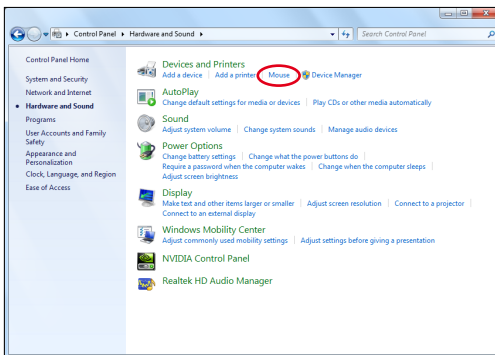 Control Panel Hardware and Sound Search Control Panel
Control Panel Home
System and Security
Network and Internet
Hardware and Sound
Programs
User Accounts and Family
Safety
Appearance and
Personalization
Clock, Language, and Region
Ease of Access
Devices and Printers
Add a device Add a printer Mouse Device Manager
AutoPlay
Change default settings for media or devices Play CDs or other media automatically
Sound
Adjust system volume Change system sounds Manage audio devices
Power Options
Change battery settings Change what the power buttons do
Require a password when the computer wakes Change when the computer sleeps
Adjust screen brightness
Display
Make text and other items larger or smaller Adjust screen resolution Connect to a projector
Connect to an external display
Windows Mobility Center
Adjust commonly used mobility settings Adjust settings before giving a presentation
NVIDIA Control Panel
Realtek HD Audio Manager